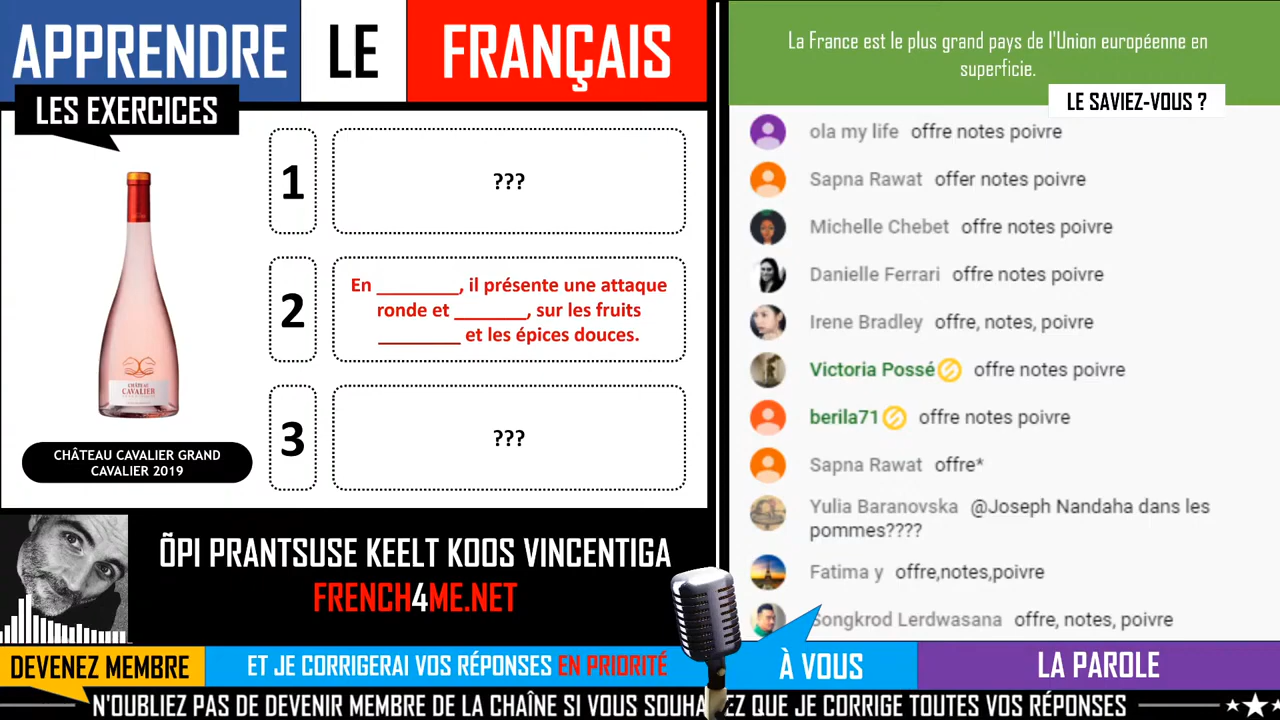 APPRENDRE LE FRANÇAIS
LES EXERCICES
1
???
2
En ________, il présente une attaque
ronde et _______, sur les fruits
________ et les épices douces.
3
???
CHÂTEAU
CAVALIER
CHÂTEAU CAVALIER GRAND
CAVALIER 2019
ÕPI PRANTSUSE KEELT KOOS VINCENTIGA
FRENCH4ME.NET
La France est le plus grand pays de l'Union européenne en
superficie.
LE SAVIEZ-VOUS ?
ola my life offre notes poivre
Sapna Rawat offer notes poivre
Michelle Chebet offre notes poivre
Danielle Ferrari offre notes poivre
Irene Bradley offre, notes, poivre
Victoria Possé offre notes poivre
berila71 offre notes poivre
Sapna Rawat offre*
Yulia Baranovska @Joseph Nandaha dans les
pommes????
Fatima y offre,notes,poivre
Songkrod Lerdwasana offre, notes, poivre
DEVENEZ MEMBRE
ET JE CORRIGERAI VOS RÉPONSES EN PRIORITÉ
À VOUS
LA PAROLE
N'OUBLIEZ PAS DE DEVENIR MEMBRE DE LA CHAÎNE SI VOUS SOUHA EZ QUE JE CORRIGE TOUTES VOS RÉPONSES